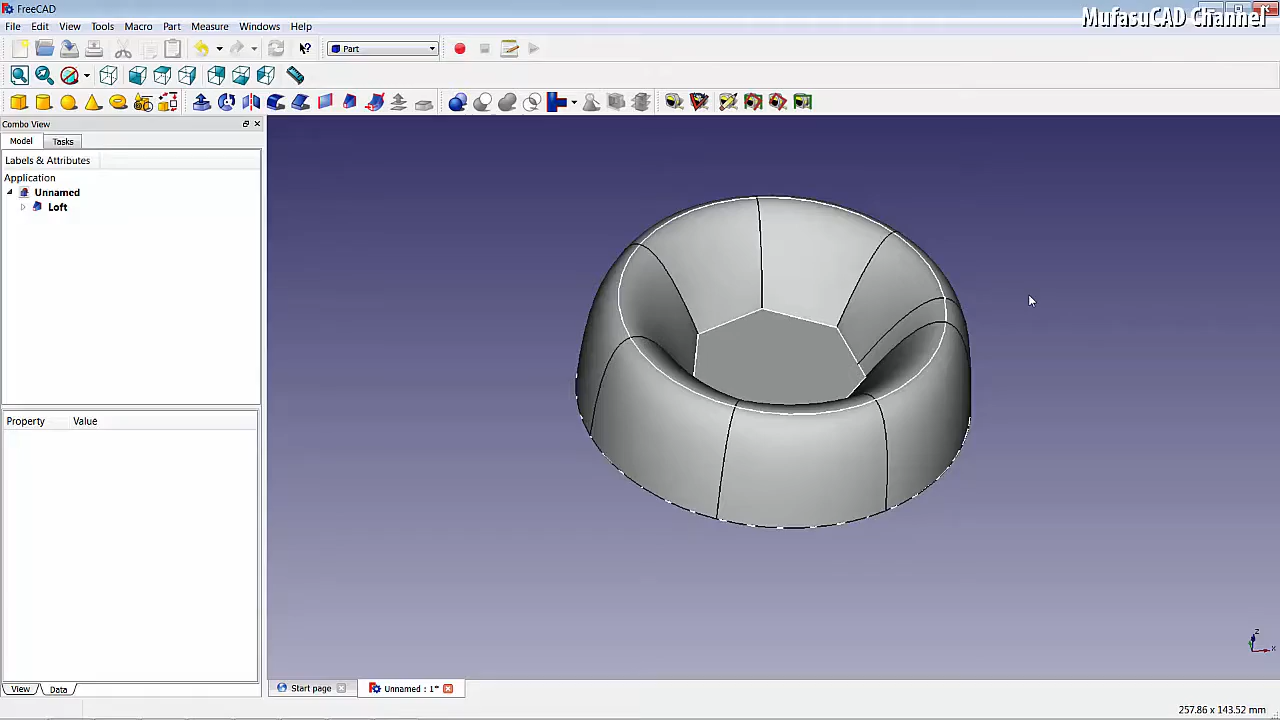 FreeCAD
MufasuCAD Channel
File Edit View Tools Macro Part Measure Windows Help
Part
Combo View
Model Tasks
Labels & Attributes
Application
Unnamed
Loft
Property Value
View Data
Start page Unnamed : 1*
257.86 x 143.52 mm
z
x